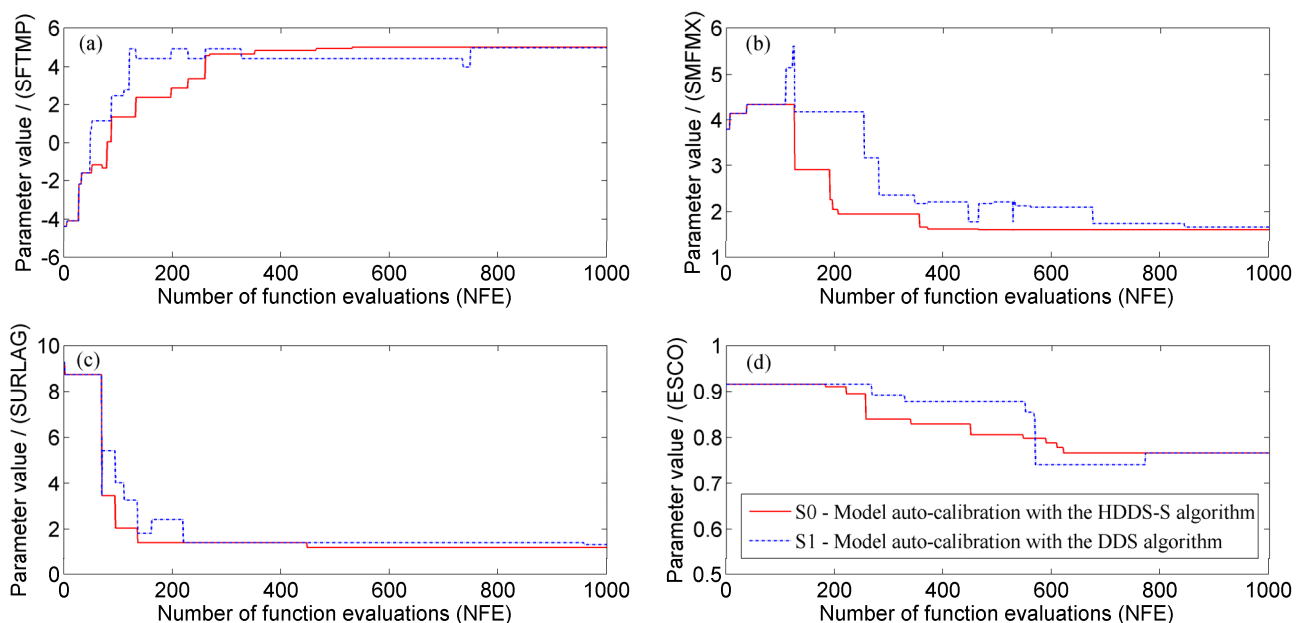 (a)
Parameter value / (SFTMP)
6
5
4
2
0
-2
-4
-6
0 200 400 600 800 1000
Number of function evaluations (NFE)
(b)
Parameter value / (SMFMX)
6
5
4
3
2
1
0 200 400 600 800 1000
Number of function evaluations (NFE)
(c)
Parameter value / (SURLAG)
10
8
6
4
2
0
0 200 400 600 800 1000
Number of function evaluations (NFE)
(d)
Parameter value / (ESCO)
1
0.9
0.8
0.7
0.6
0.5
S0 - Model auto-calibration with the HDDS-S algorithm
S1 - Model auto-calibration with the DDS algorithm
0 200 400 600 800 1000
Number of function evaluations (NFE)